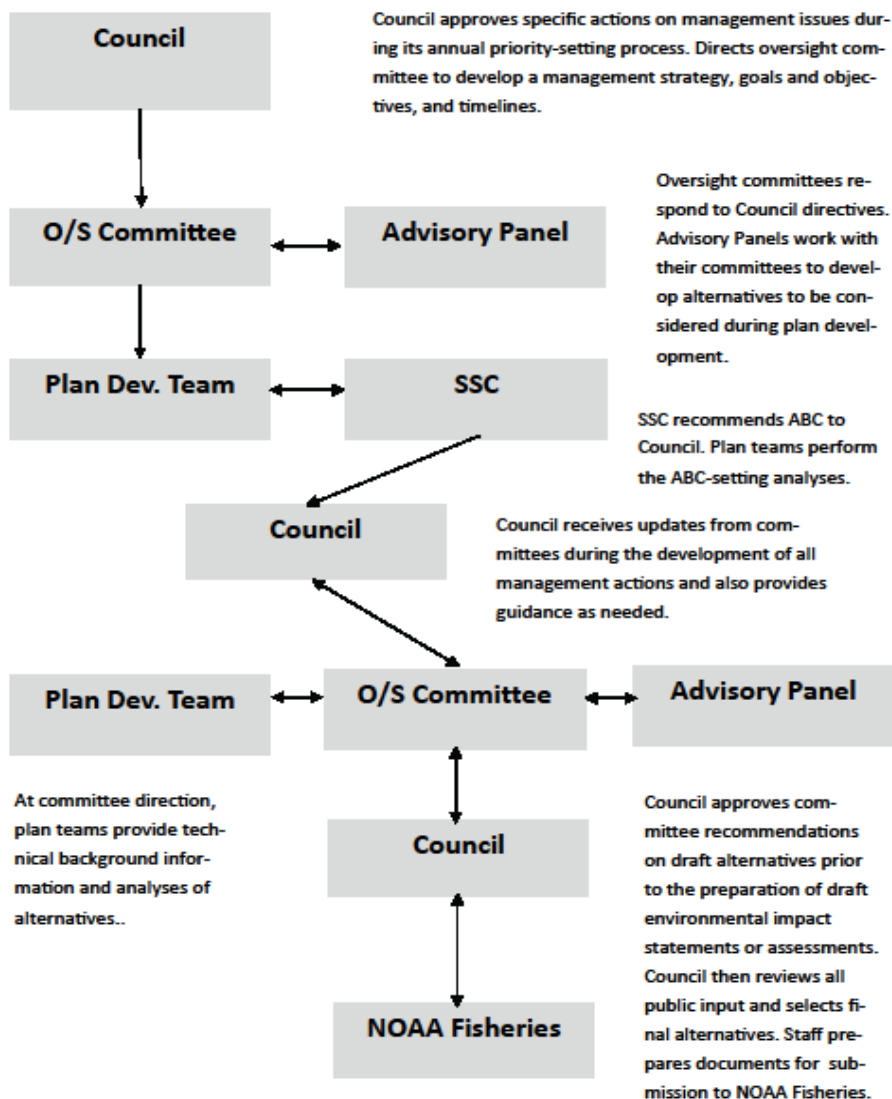 Council
Council approves specific actions on management issues dur-
ing its annual priority-setting process. Directs oversight com-
mittee to develop a management strategy, goals and objec-
tives, and timelines.
O/S Committee
Advisory Panel
Oversight committees re-
spond to Council directives.
Advisory Panels work with
their committees to devel-
op alternatives to be con-
sidered during plan devel-
opment.
Plan Dev. Team
SSC
SSC recommends ABC to
Council. Plan teams perform
the ABC-setting analyses.
Council
Council receives updates from com-
mittees during the development of all
management actions and also provides
guidance as needed.
Plan Dev. Team
O/S Committee
Advisory Panel
At committee direction,
plan teams provide tech-
nical background infor-
mation and analyses of
alternatives..
Council
Council approves com-
mittee recommendations
on draft alternatives prior
to the preparation of draft
environmental impact
statements or assessments.
Council then reviews all
public input and selects fi-
nal alternatives. Staff pre-
pares documents for sub-
mission to NOAA Fisheries.
NOAA Fisheries